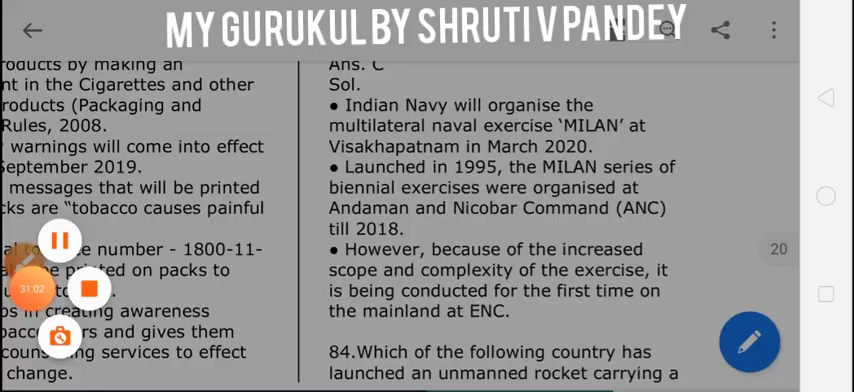 MY GURUKUL BY SHRUTI V PANDEY
roducts by making an
nt in the Cigarettes and other
roducts (Packaging and
Rules, 2008.
warnings will come into effect
September 2019.
messages that will be printed
cks are “tobacco causes painful
number - 1800-11-
be printed on packs to
31:02
in creating awareness
and gives them
services to effect
change.
Ans. C
Sol.
● Indian Navy will organise the
multilateral naval exercise ‘MILAN’ at
Visakhapatnam in March 2020.
● Launched in 1995, the MILAN series of
biennial exercises were organised at
Andaman and Nicobar Command (ANC)
till 2018.
● However, because of the increased
scope and complexity of the exercise, it
is being conducted for the first time on
the mainland at ENC.
84.Which of the following country has
launched an unmanned rocket carrying a
20